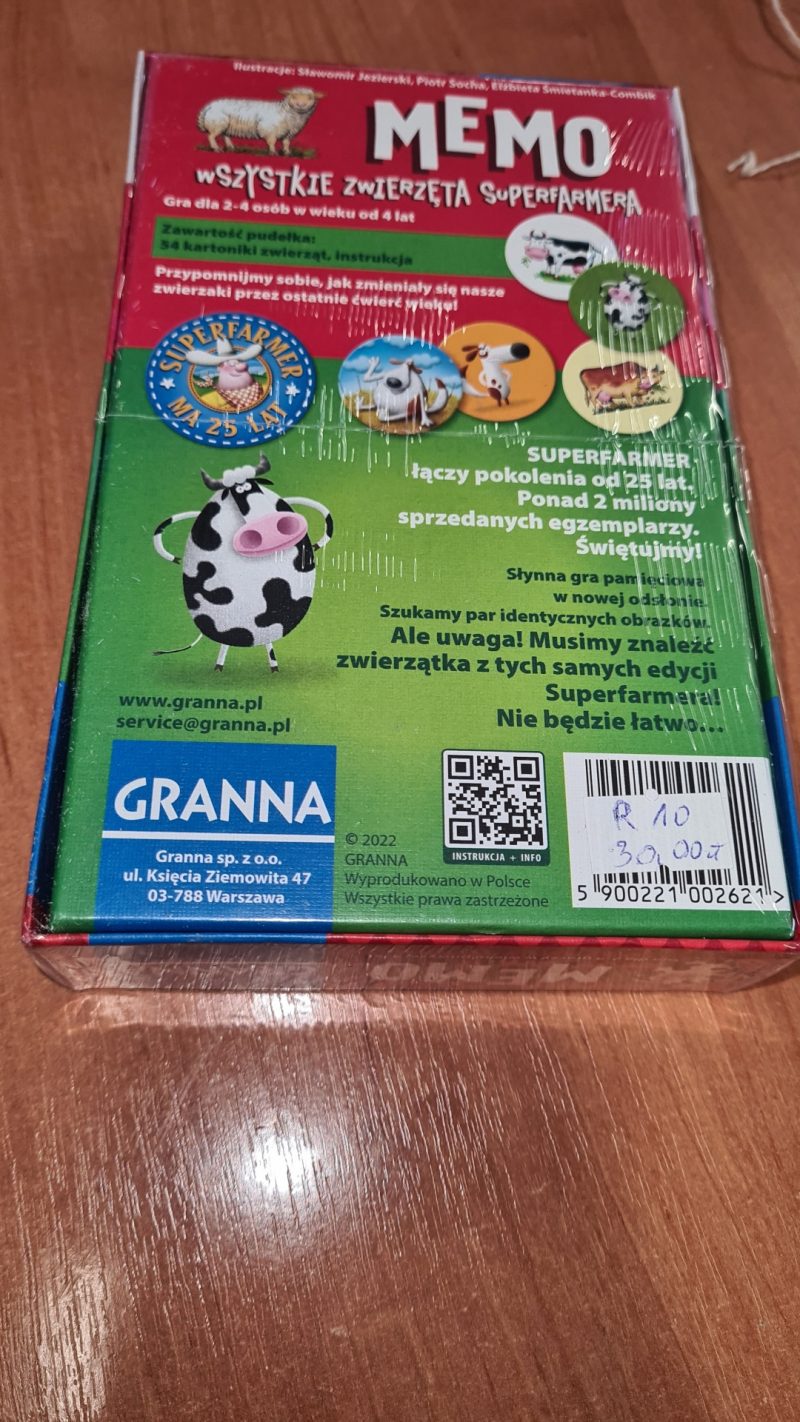 Ilustracje: Sławomir Jezierski, Piotr Socha, Elżbieta Śmietanka-Combik
MEMO
WSZYSTKIE ZWIERZĘTA SUPERFARMERA
Gra dla 2-4 osób w wieku od 4 lat
Zawartość pudełka:
54 kartoniki zwierząt, instrukcja
Przypomnijmy sobie, jak zmieniały się nasze
zwierzaki przez ostatnie ćwierć wieku!
SUPERFARMER
MA 25 LAT
SUPERFARMER
łączy pokolenia od 25 lat.
Ponad 2 miliony
sprzedanych egzemplarzy.
Świętujmy!
Słynna gra pamięciowa
w nowej odsłonie.
Szukamy par identycznych obrazków.
Ale uwaga! Musimy znaleźć
zwierzątka z tych samych edycji
Superfarmera!
Nie będzie łatwo...
www.granna.pl
service@granna.pl
GRANNA
Granna sp. z o.o.
ul. Księcia Ziemowita 47
03-788 Warszawa
© 2022
GRANNA
Wyprodukowano w Polsce
Wszystkie prawa zastrzeżone
INSTRUKCJA + INFO
R 10
30,00zł
5 900221 002621 >
MEMO